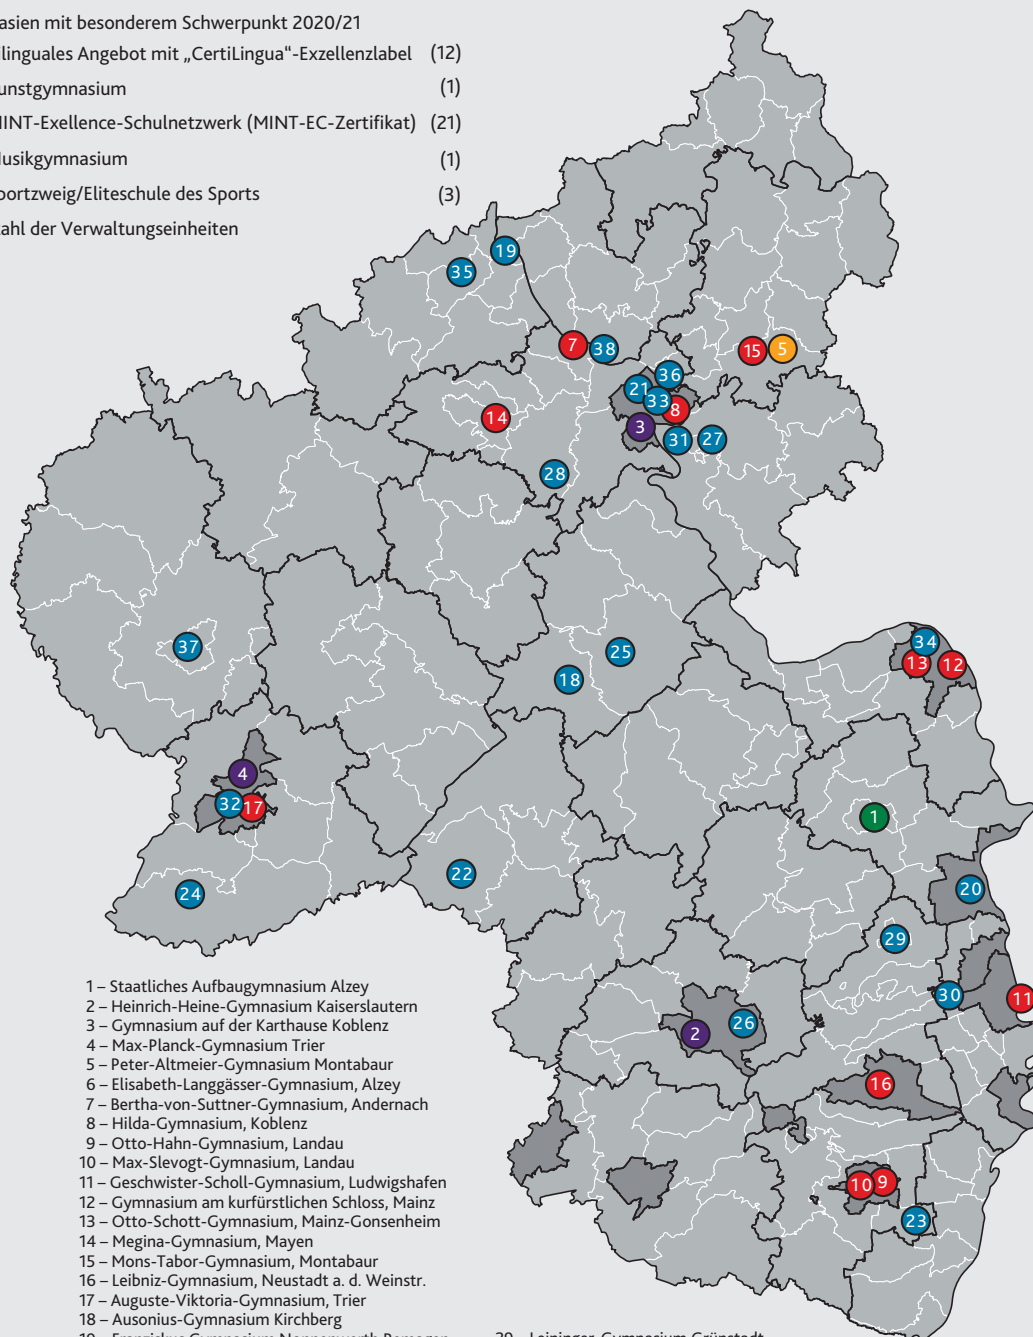 asien mit besonderem Schwerpunkt 2020/21
ilinguales Angebot mit „CertiLingua“-Exzellenzlabel (12)
unstgymnasium (1)
INT-Exellence-Schulnetzwerk (MINT-EC-Zertifikat) (21)
usikgymnasium (1)
portzweig/Eliteschule des Sports (3)
ahl der Verwaltungseinheiten
19
35
7
38
15
5
36
21
33
8
14
3
31
27
28
37
25
18
34
13
12
4
32
17
1
22
24
20
29
30
11
2
26
16
10
9
23
1 – Staatliches Aufbaugymnasium Alzey
2 – Heinrich-Heine-Gymnasium Kaiserslautern
3 – Gymnasium auf der Karthause Koblenz
4 – Max-Planck-Gymnasium Trier
5 – Peter-Altmeier-Gymnasium Montabaur
6 – Elisabeth-Langgässer-Gymnasium, Alzey
7 – Bertha-von-Suttner-Gymnasium, Andernach
8 – Hilda-Gymnasium, Koblenz
9 – Otto-Hahn-Gymnasium, Landau
10 – Max-Slevogt-Gymnasium, Landau
11 – Geschwister-Scholl-Gymnasium, Ludwigshafen
12 – Gymnasium am kurfürstlichen Schloss, Mainz
13 – Otto-Schott-Gymnasium, Mainz-Gonsenheim
14 – Megina-Gymnasium, Mayen
15 – Mons-Tabor-Gymnasium, Montabaur
16 – Leibniz-Gymnasium, Neustadt a. d. Weinstr.
17 – Auguste-Viktoria-Gymnasium, Trier
18 – Ausonius-Gymnasium Kirchberg